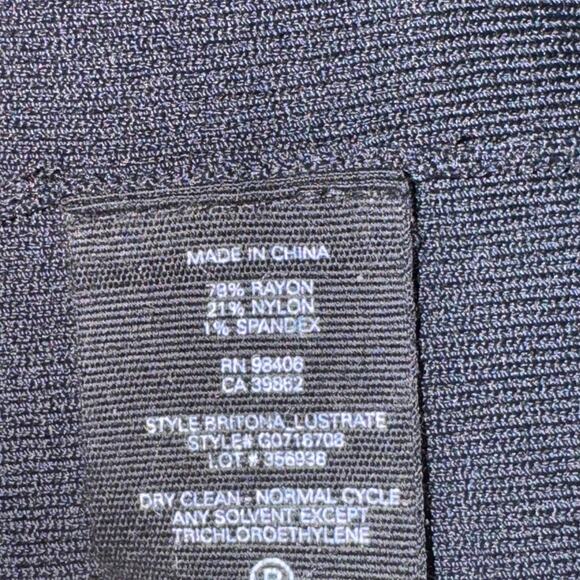 MADE IN CHINA
78% RAYON
21% NYLON
1% SPANDEX
RN 98406
CA 39862
STYLE BRITONA_LUSTRATE
STYLE# G0716708
LOT # 356936
DRY CLEAN - NORMAL CYCLE
ANY SOLVENT EXCEPT
TRICHLOROETHYLENE
P